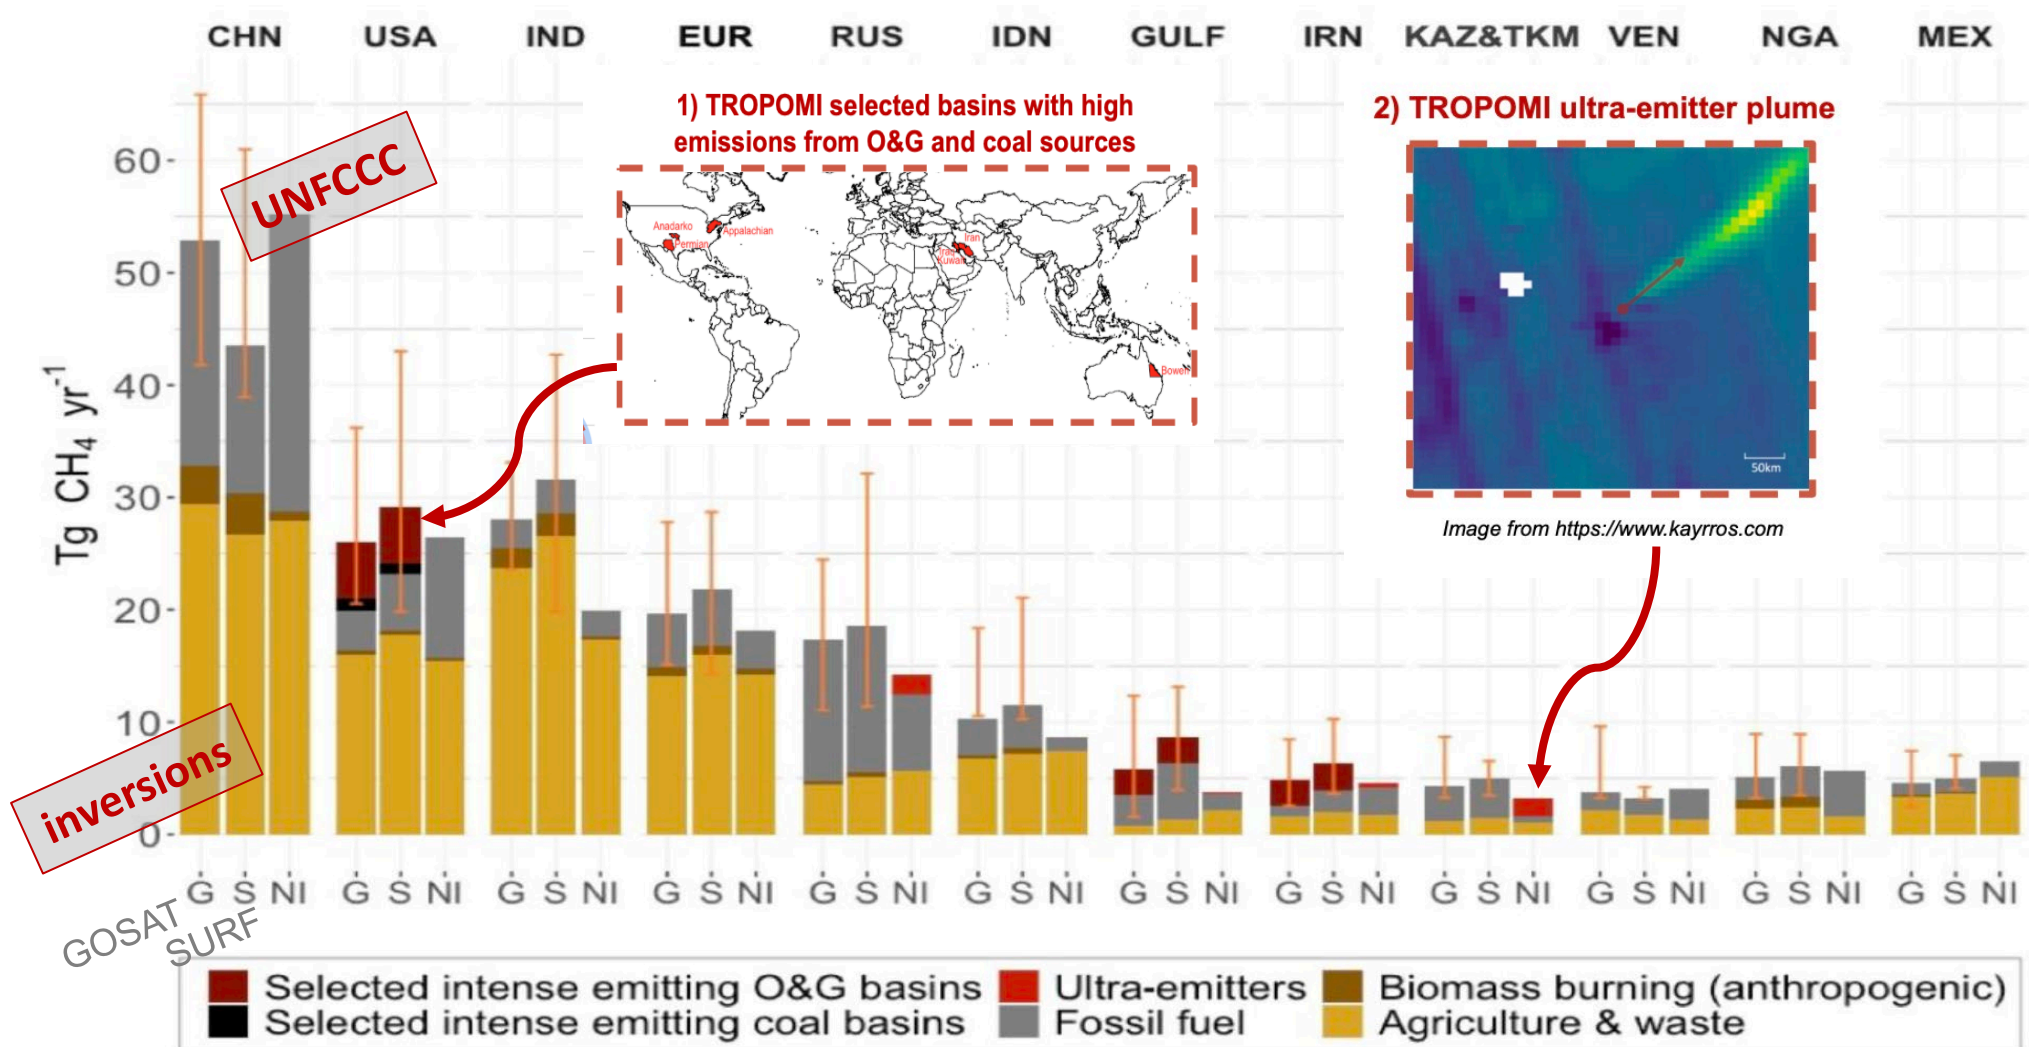 CHN USA IND EUR RUS IDN GULF IRN KAZ&TKM VEN NGA MEX
1) TROPOMI selected basins with high
emissions from O&G and coal sources
2) TROPOMI ultra-emitter plume
UNFCCC
Anadarko
Appalachian
Permian
Iran
Iraq
Kuwait
Bowen
50km
Image from https://www.kayrros.com
Tg CH₄ yr⁻¹
60
50
40
30
20
10
0
inversions
G S NI G S NI G S NI G S NI G S NI G S NI G S NI G S NI G S NI G S NI G S NI G S NI
GOSAT
SURF
Selected intense emitting O&G basins
Ultra-emitters
Biomass burning (anthropogenic)
Selected intense emitting coal basins
Fossil fuel
Agriculture & waste